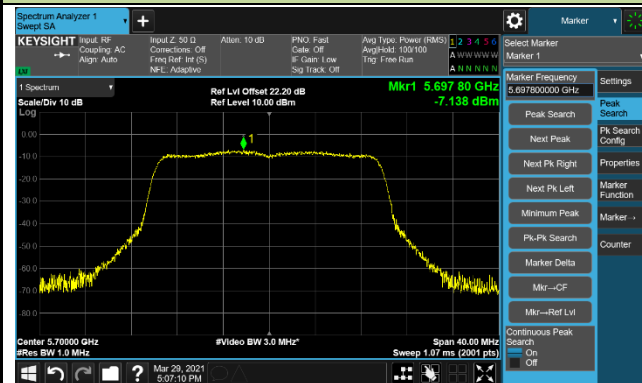 Spectrum Analyzer 1
Swept SA
Marker
KEYSIGHT
Input: RF
Coupling: AC
Align: Auto
Input Z: 50 Ω
Corrections: Off
Freq Ref: Int (S)
NFE: Adaptive
Atten: 10 dB
PNO: Fast
Gate: Off
IF Gain: Low
Sig Track: Off
Avg Type: Power (RMS)
Avg|Hold: 100/100
Trig: Free Run
1 2 3 4 5 6
A W W W W W
A N N N N N
LM
Select Marker
Marker 1
1 Spectrum
Scale/Div 10 dB
Log
Ref Lvl Offset 22.20 dB
Ref Level 10.00 dBm
Mkr1 5.697 80 GHz
-7.138 dBm
0.00
-10.0
-20.0
-30.0
-40.0
-50.0
-60.0
-70.0
-80.0
1
Center 5.70000 GHz
#Res BW 1.0 MHz
#Video BW 3.0 MHz*
Span 40.00 MHz
Sweep 1.07 ms (2001 pts)
Marker Frequency
5.697800000 GHz
Peak Search
Next Peak
Next Pk Right
Next Pk Left
Minimum Peak
Pk-Pk Search
Marker Delta
Mkr→CF
Mkr→Ref Lvl
Continuous Peak
Search
On
Off
Settings
Peak
Search
Pk Search
Config
Properties
Marker
Function
Marker→
Counter
?
Mar 29, 2021
5:07:10 PM